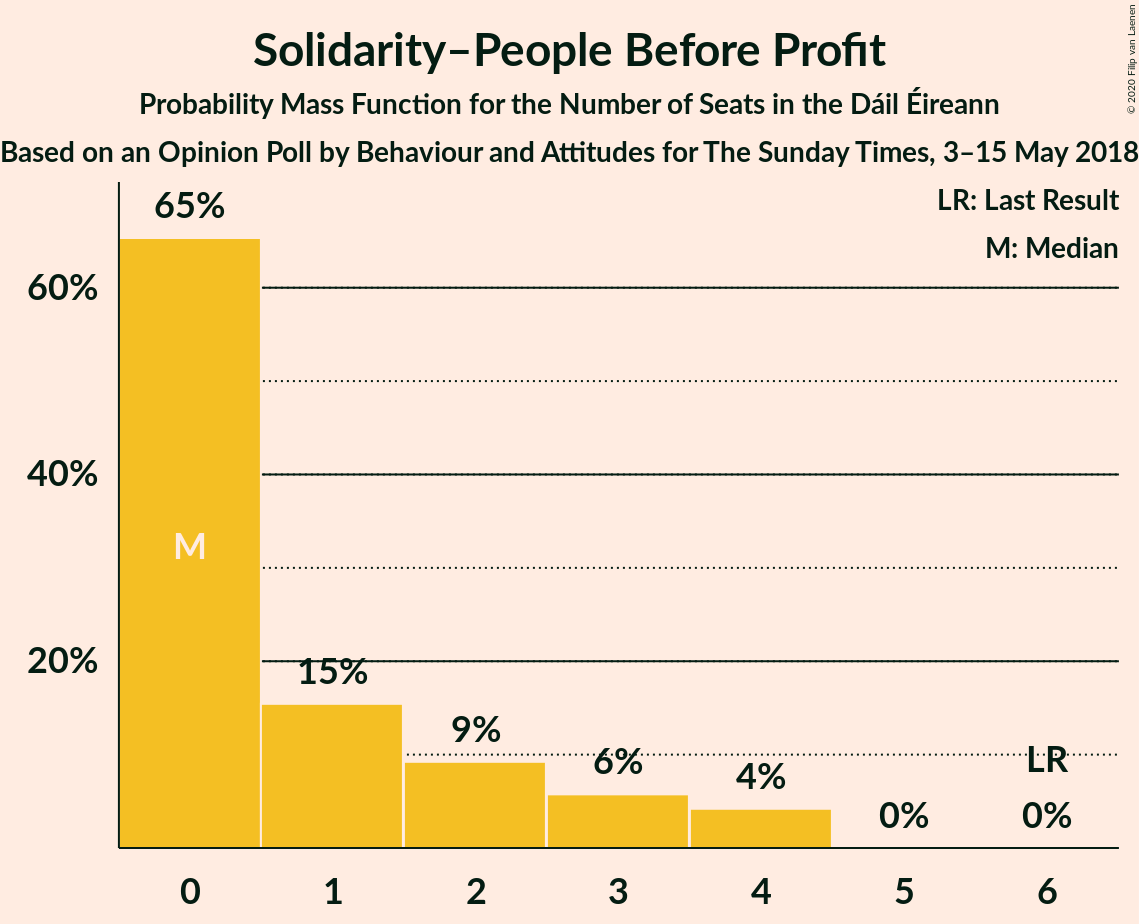 Solidarity–People Before Profit
Probability Mass Function for the Number of Seats in the Dáil Éireann
Based on an Opinion Poll by Behaviour and Attitudes for The Sunday Times, 3–15 May 2018
© 2020 Filip van Laenen
LR: Last Result
M: Median
65%
60%
40%
M
20%
15%
9%
6%
4%
LR
0%
0%
0 1 2 3 4 5 6